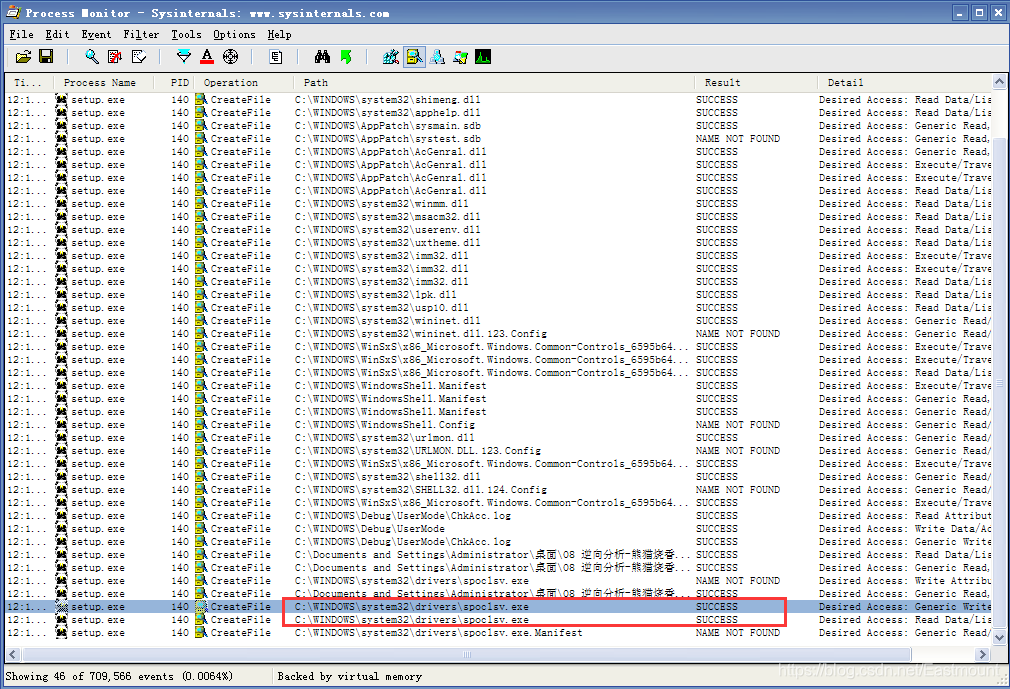 Process Monitor - Sysinternals: www.sysinternals.com
File Edit Event Filter Tools Options Help
Ti... Process Name PID Operation Path Result Detail
12:1... setup.exe 140 CreateFile C:\WINDOWS\system32\shimeng.dll SUCCESS Desired Access: Read Data/Lis
12:1... setup.exe 140 CreateFile C:\WINDOWS\system32\apphelp.dll SUCCESS Desired Access: Read Data/Lis
12:1... setup.exe 140 CreateFile C:\WINDOWS\AppPatch\sysmain.sdb SUCCESS Desired Access: Generic Read,
12:1... setup.exe 140 CreateFile C:\WINDOWS\AppPatch\systest.sdb NAME NOT FOUND Desired Access: Generic Read,
12:1... setup.exe 140 CreateFile C:\WINDOWS\AppPatch\AcGenral.dll SUCCESS Desired Access: Generic Read,
12:1... setup.exe 140 CreateFile C:\WINDOWS\AppPatch\AcGenral.dll SUCCESS Desired Access: Execute/Trave
12:1... setup.exe 140 CreateFile C:\WINDOWS\AppPatch\AcGenral.dll SUCCESS Desired Access: Execute/Trave
12:1... setup.exe 140 CreateFile C:\WINDOWS\AppPatch\AcGenral.dll SUCCESS Desired Access: Read Data/Lis
12:1... setup.exe 140 CreateFile C:\WINDOWS\system32\winmm.dll SUCCESS Desired Access: Read Data/Lis
12:1... setup.exe 140 CreateFile C:\WINDOWS\system32\msacm32.dll SUCCESS Desired Access: Read Data/Lis
12:1... setup.exe 140 CreateFile C:\WINDOWS\system32\userenv.dll SUCCESS Desired Access: Read Data/Lis
12:1... setup.exe 140 CreateFile C:\WINDOWS\system32\uxtheme.dll SUCCESS Desired Access: Read Data/Lis
12:1... setup.exe 140 CreateFile C:\WINDOWS\system32\imm32.dll SUCCESS Desired Access: Execute/Trave
12:1... setup.exe 140 CreateFile C:\WINDOWS\system32\imm32.dll SUCCESS Desired Access: Execute/Trave
12:1... setup.exe 140 CreateFile C:\WINDOWS\system32\imm32.dll SUCCESS Desired Access: Read Data/Lis
12:1... setup.exe 140 CreateFile C:\WINDOWS\system32\lpk.dll SUCCESS Desired Access: Read Data/Lis
12:1... setup.exe 140 CreateFile C:\WINDOWS\system32\usp10.dll SUCCESS Desired Access: Read Data/Lis
12:1... setup.exe 140 CreateFile C:\WINDOWS\system32\wininet.dll SUCCESS Desired Access: Generic Read/
12:1... setup.exe 140 CreateFile C:\WINDOWS\system32\wininet.dll.123.Config NAME NOT FOUND Desired Access: Generic Read/
12:1... setup.exe 140 CreateFile C:\WINDOWS\WinSxS\x86_Microsoft.Windows.Common-Controls_6595b64... SUCCESS Desired Access: Execute/Trave
12:1... setup.exe 140 CreateFile C:\WINDOWS\WinSxS\x86_Microsoft.Windows.Common-Controls_6595b64... SUCCESS Desired Access: Execute/Trave
12:1... setup.exe 140 CreateFile C:\WINDOWS\WinSxS\x86_Microsoft.Windows.Common-Controls_6595b64... SUCCESS Desired Access: Read Data/Lis
12:1... setup.exe 140 CreateFile C:\WINDOWS\WindowsShell.Manifest SUCCESS Desired Access: Execute/Trave
12:1... setup.exe 140 CreateFile C:\WINDOWS\WindowsShell.Manifest SUCCESS Desired Access: Generic Read,
12:1... setup.exe 140 CreateFile C:\WINDOWS\WindowsShell.Manifest SUCCESS Desired Access: Generic Read/
12:1... setup.exe 140 CreateFile C:\WINDOWS\WindowsShell.Config NAME NOT FOUND Desired Access: Generic Read,
12:1... setup.exe 140 CreateFile C:\WINDOWS\system32\urlmon.dll SUCCESS Desired Access: Generic Read/
12:1... setup.exe 140 CreateFile C:\WINDOWS\system32\URLMON.DLL.123.Config NAME NOT FOUND Desired Access: Generic Read/
12:1... setup.exe 140 CreateFile C:\WINDOWS\WinSxS\x86_Microsoft.Windows.Common-Controls_6595b64... SUCCESS Desired Access: Execute/Trave
12:1... setup.exe 140 CreateFile C:\WINDOWS\system32\shell32.dll SUCCESS Desired Access: Generic Read/
12:1... setup.exe 140 CreateFile C:\WINDOWS\system32\SHELL32.dll.124.Config NAME NOT FOUND Desired Access: Generic Read/
12:1... setup.exe 140 CreateFile C:\WINDOWS\WinSxS\x86_Microsoft.Windows.Common-Controls_6595b64... SUCCESS Desired Access: Execute/Trave
12:1... setup.exe 140 CreateFile C:\WINDOWS\Debug\UserMode\ChkAcc.log SUCCESS Desired Access: Read Attribut
12:1... setup.exe 140 CreateFile C:\WINDOWS\Debug\UserMode SUCCESS Desired Access: Write Data/Ac
12:1... setup.exe 140 CreateFile C:\WINDOWS\Debug\UserMode\ChkAcc.log SUCCESS Desired Access: Generic Write
12:1... setup.exe 140 CreateFile C:\Documents and Settings\Administrator\桌面\08 逆向分析-熊猫烧香... SUCCESS Desired Access: Generic Read/
12:1... setup.exe 140 CreateFile C:\Documents and Settings\Administrator\桌面\08 逆向分析-熊猫烧香... SUCCESS Desired Access: Generic Read/
12:1... setup.exe 140 CreateFile C:\WINDOWS\system32\drivers\spoclsv.exe NAME NOT FOUND Desired Access: Write Attribu
12:1... setup.exe 140 CreateFile C:\Documents and Settings\Administrator\桌面\08 逆向分析-熊猫烧香... SUCCESS Desired Access: Generic Read,
12:1... setup.exe 140 CreateFile C:\WINDOWS\system32\drivers\spoclsv.exe SUCCESS Desired Access: Generic Write
12:1... setup.exe 140 CreateFile C:\WINDOWS\system32\drivers\spoclsv.exe SUCCESS Desired Access: Read Data/Lis
12:1... setup.exe 140 CreateFile C:\WINDOWS\system32\drivers\spoclsv.exe.Manifest NAME NOT FOUND Desired Access: Generic Read/
Showing 46 of 709,566 events (0.0064%) Backed by virtual memory
https://blog.csdn.net/Eastmount